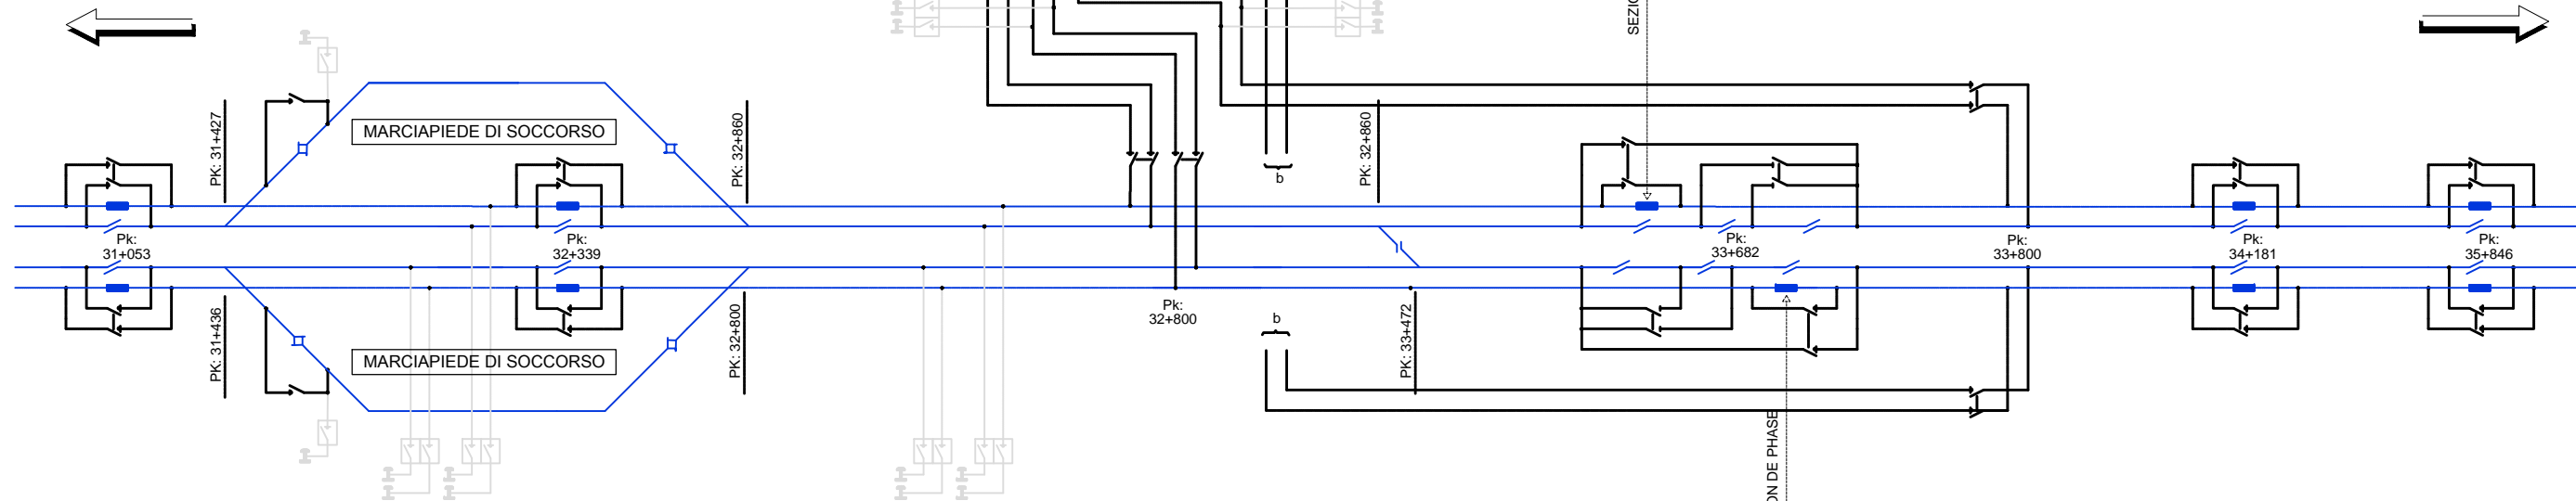 SEZIO
PK: 31+427
MARCIAPIEDE DI SOCCORSO
PK: 32+860
b
PK: 32+860
Pk:
31+053
Pk:
32+339
Pk:
33+682
Pk:
33+800
Pk:
34+181
Pk:
35+846
PK: 31+436
MARCIAPIEDE DI SOCCORSO
PK: 32+800
Pk:
32+800
b
PK: 33+472
ON DE PHASE